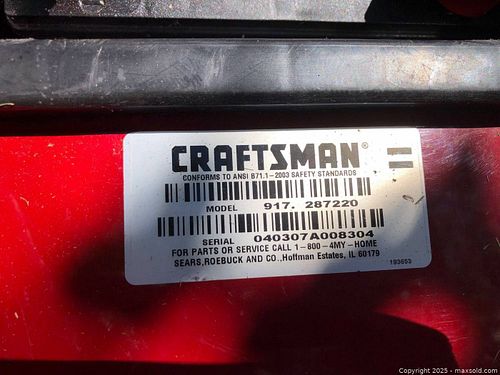 CRAFTSMAN®
CONFORMS TO ANSI B71.1-2003 SAFETY STANDARDS
MODEL 917. 287220
SERIAL 040307A008304
FOR PARTS OR SERVICE CALL 1-800-4MY-HOME
SEARS,ROEBUCK AND CO.,Hoffman Estates, IL 60179
193653
Copyright 2025 - maxsold.com